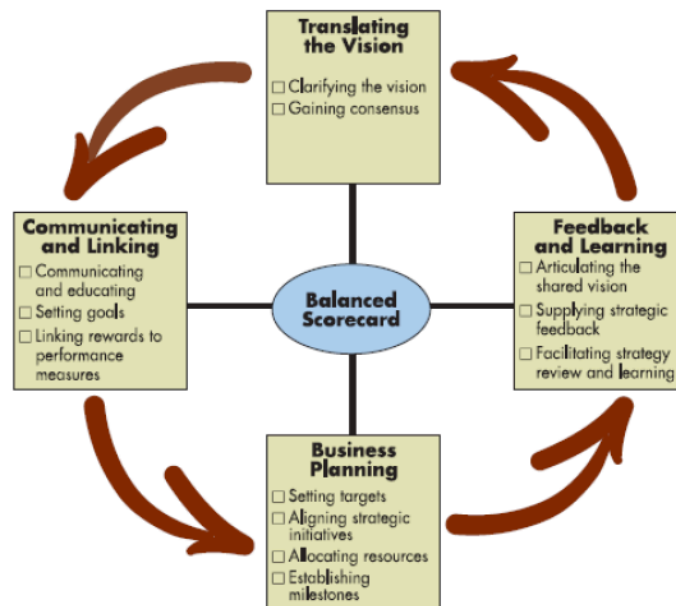 Translating
the Vision
☐ Clarifying the vision
☐ Gaining consensus
Communicating
and Linking
☐ Communicating
and educating
☐ Setting goals
☐ Linking rewards to
performance
measures
Balanced
Scorecard
Feedback
and Learning
☐ Articulating the
shared vision
☐ Supplying strategic
feedback
☐ Facilitating strategy
review and learning
Business
Planning
☐ Setting targets
☐ Aligning strategic
initiatives
☐ Allocating resources
☐ Establishing
milestones